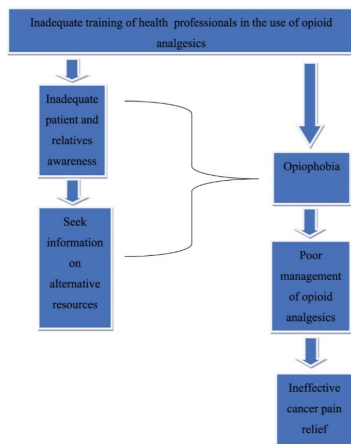 Inadequate training of health professionals in the use of opioid
analgesics
Inadequate
patient and
relatives
awareness
Seek
information
on
alternative
resources
Opiophobia
Poor
management
of opioid
analgesics
Ineffective
cancer pain
relief